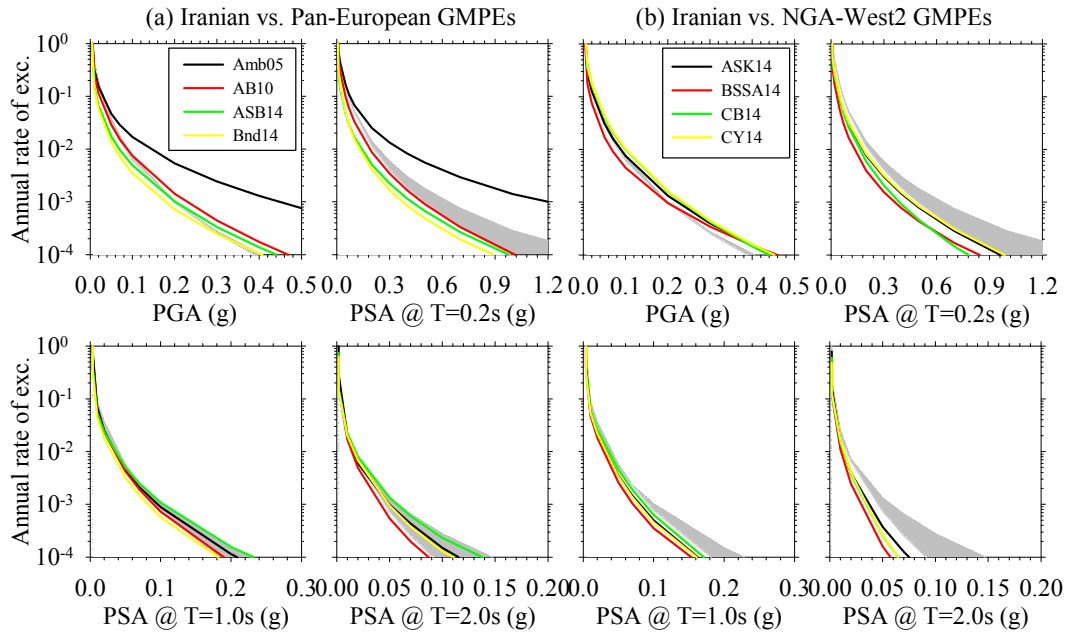 (a) Iranian vs. Pan-European GMPEs
(b) Iranian vs. NGA-West2 GMPEs
Annual rate of exc.
10^0
10^-1
10^-2
10^-3
10^-4
Amb05
AB10
ASB14
Bnd14
ASK14
BSSA14
CB14
CY14
0.0 0.1 0.2 0.3 0.4 0.5
PGA (g)
0.0 0.3 0.6 0.9 1.2
PSA @ T=0.2s (g)
0.0 0.1 0.2 0.3 0.4 0.5
PGA (g)
0.0 0.3 0.6 0.9 1.2
PSA @ T=0.2s (g)
Annual rate of exc.
10^0
10^-1
10^-2
10^-3
10^-4
0.0 0.1 0.2 0.3
PSA @ T=1.0s (g)
0.00 0.05 0.10 0.15 0.20
PSA @ T=2.0s (g)
0.0 0.1 0.2 0.3
PSA @ T=1.0s (g)
0.00 0.05 0.10 0.15 0.20
PSA @ T=2.0s (g)